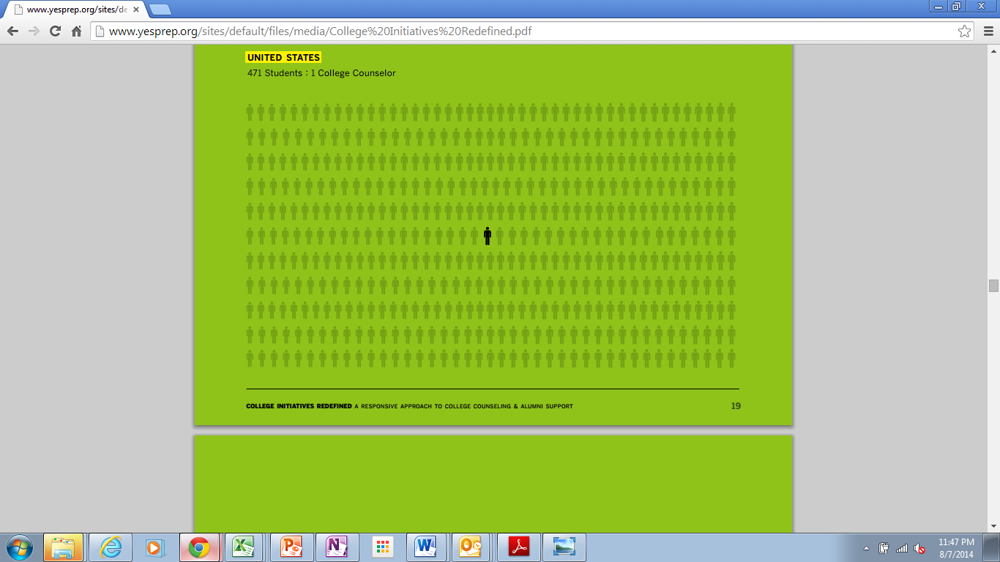 www.yesprep.org/sites/de
www.yesprep.org/sites/default/files/media/College%20Initiatives%20Redefined.pdf
UNITED STATES
471 Students : 1 College Counselor
COLLEGE INITIATIVES REDEFINED A RESPONSIVE APPROACH TO COLLEGE COUNSELING & ALUMNI SUPPORT
19
11:47 PM
8/7/2014